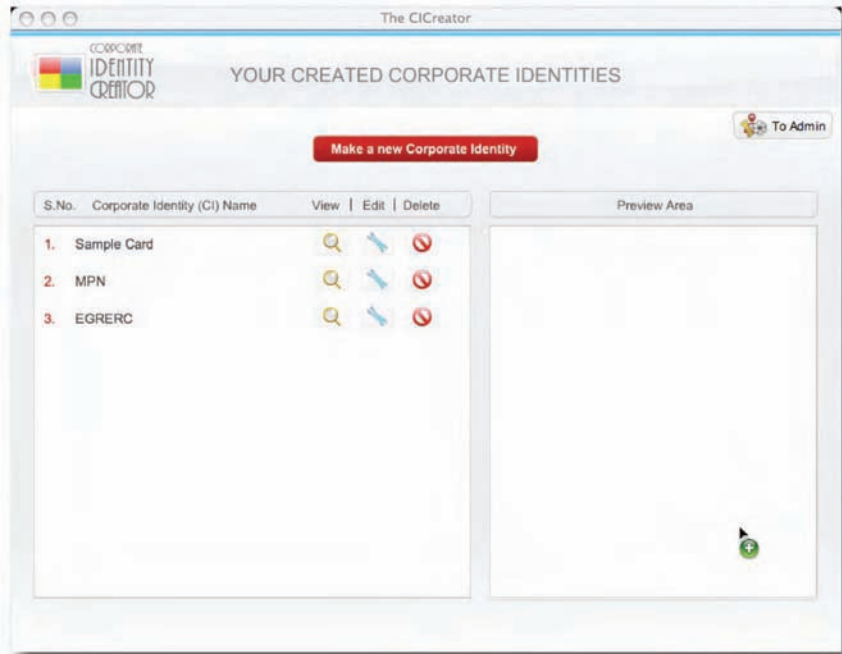 The CICreator
CORPORATE
IDENTITY
CREATOR
YOUR CREATED CORPORATE IDENTITIES
To Admin
Make a new Corporate Identity
S.No. Corporate Identity (CI) Name View | Edit | Delete
Preview Area
1. Sample Card
2. MPN
3. EGRERC